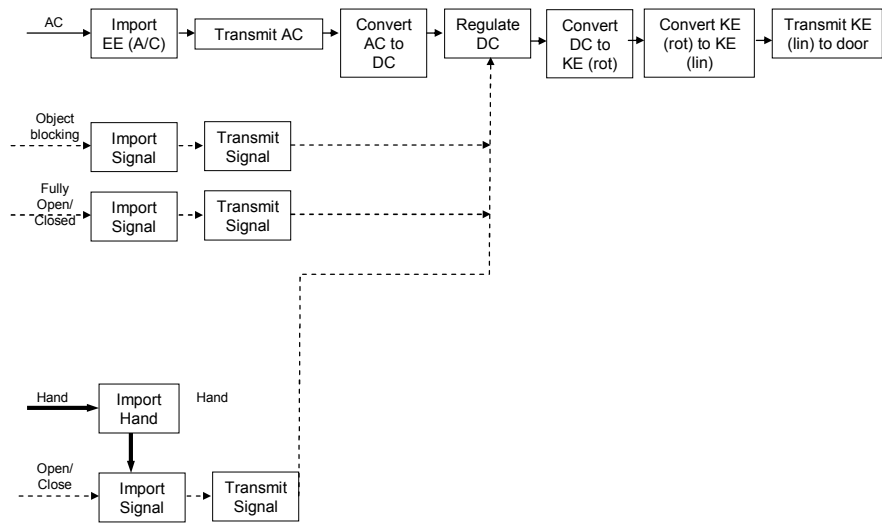 AC
Import
EE (A/C)
Transmit AC
Convert
AC to
DC
Regulate
DC
Convert
DC to
KE (rot)
Convert KE
(rot) to KE
(lin)
Transmit KE
(lin) to door
Object
blocking
Import
Signal
Transmit
Signal
Fully
Open/
Closed
Import
Signal
Transmit
Signal
Hand
Import
Hand
Hand
Open/
Close
Import
Signal
Transmit
Signal